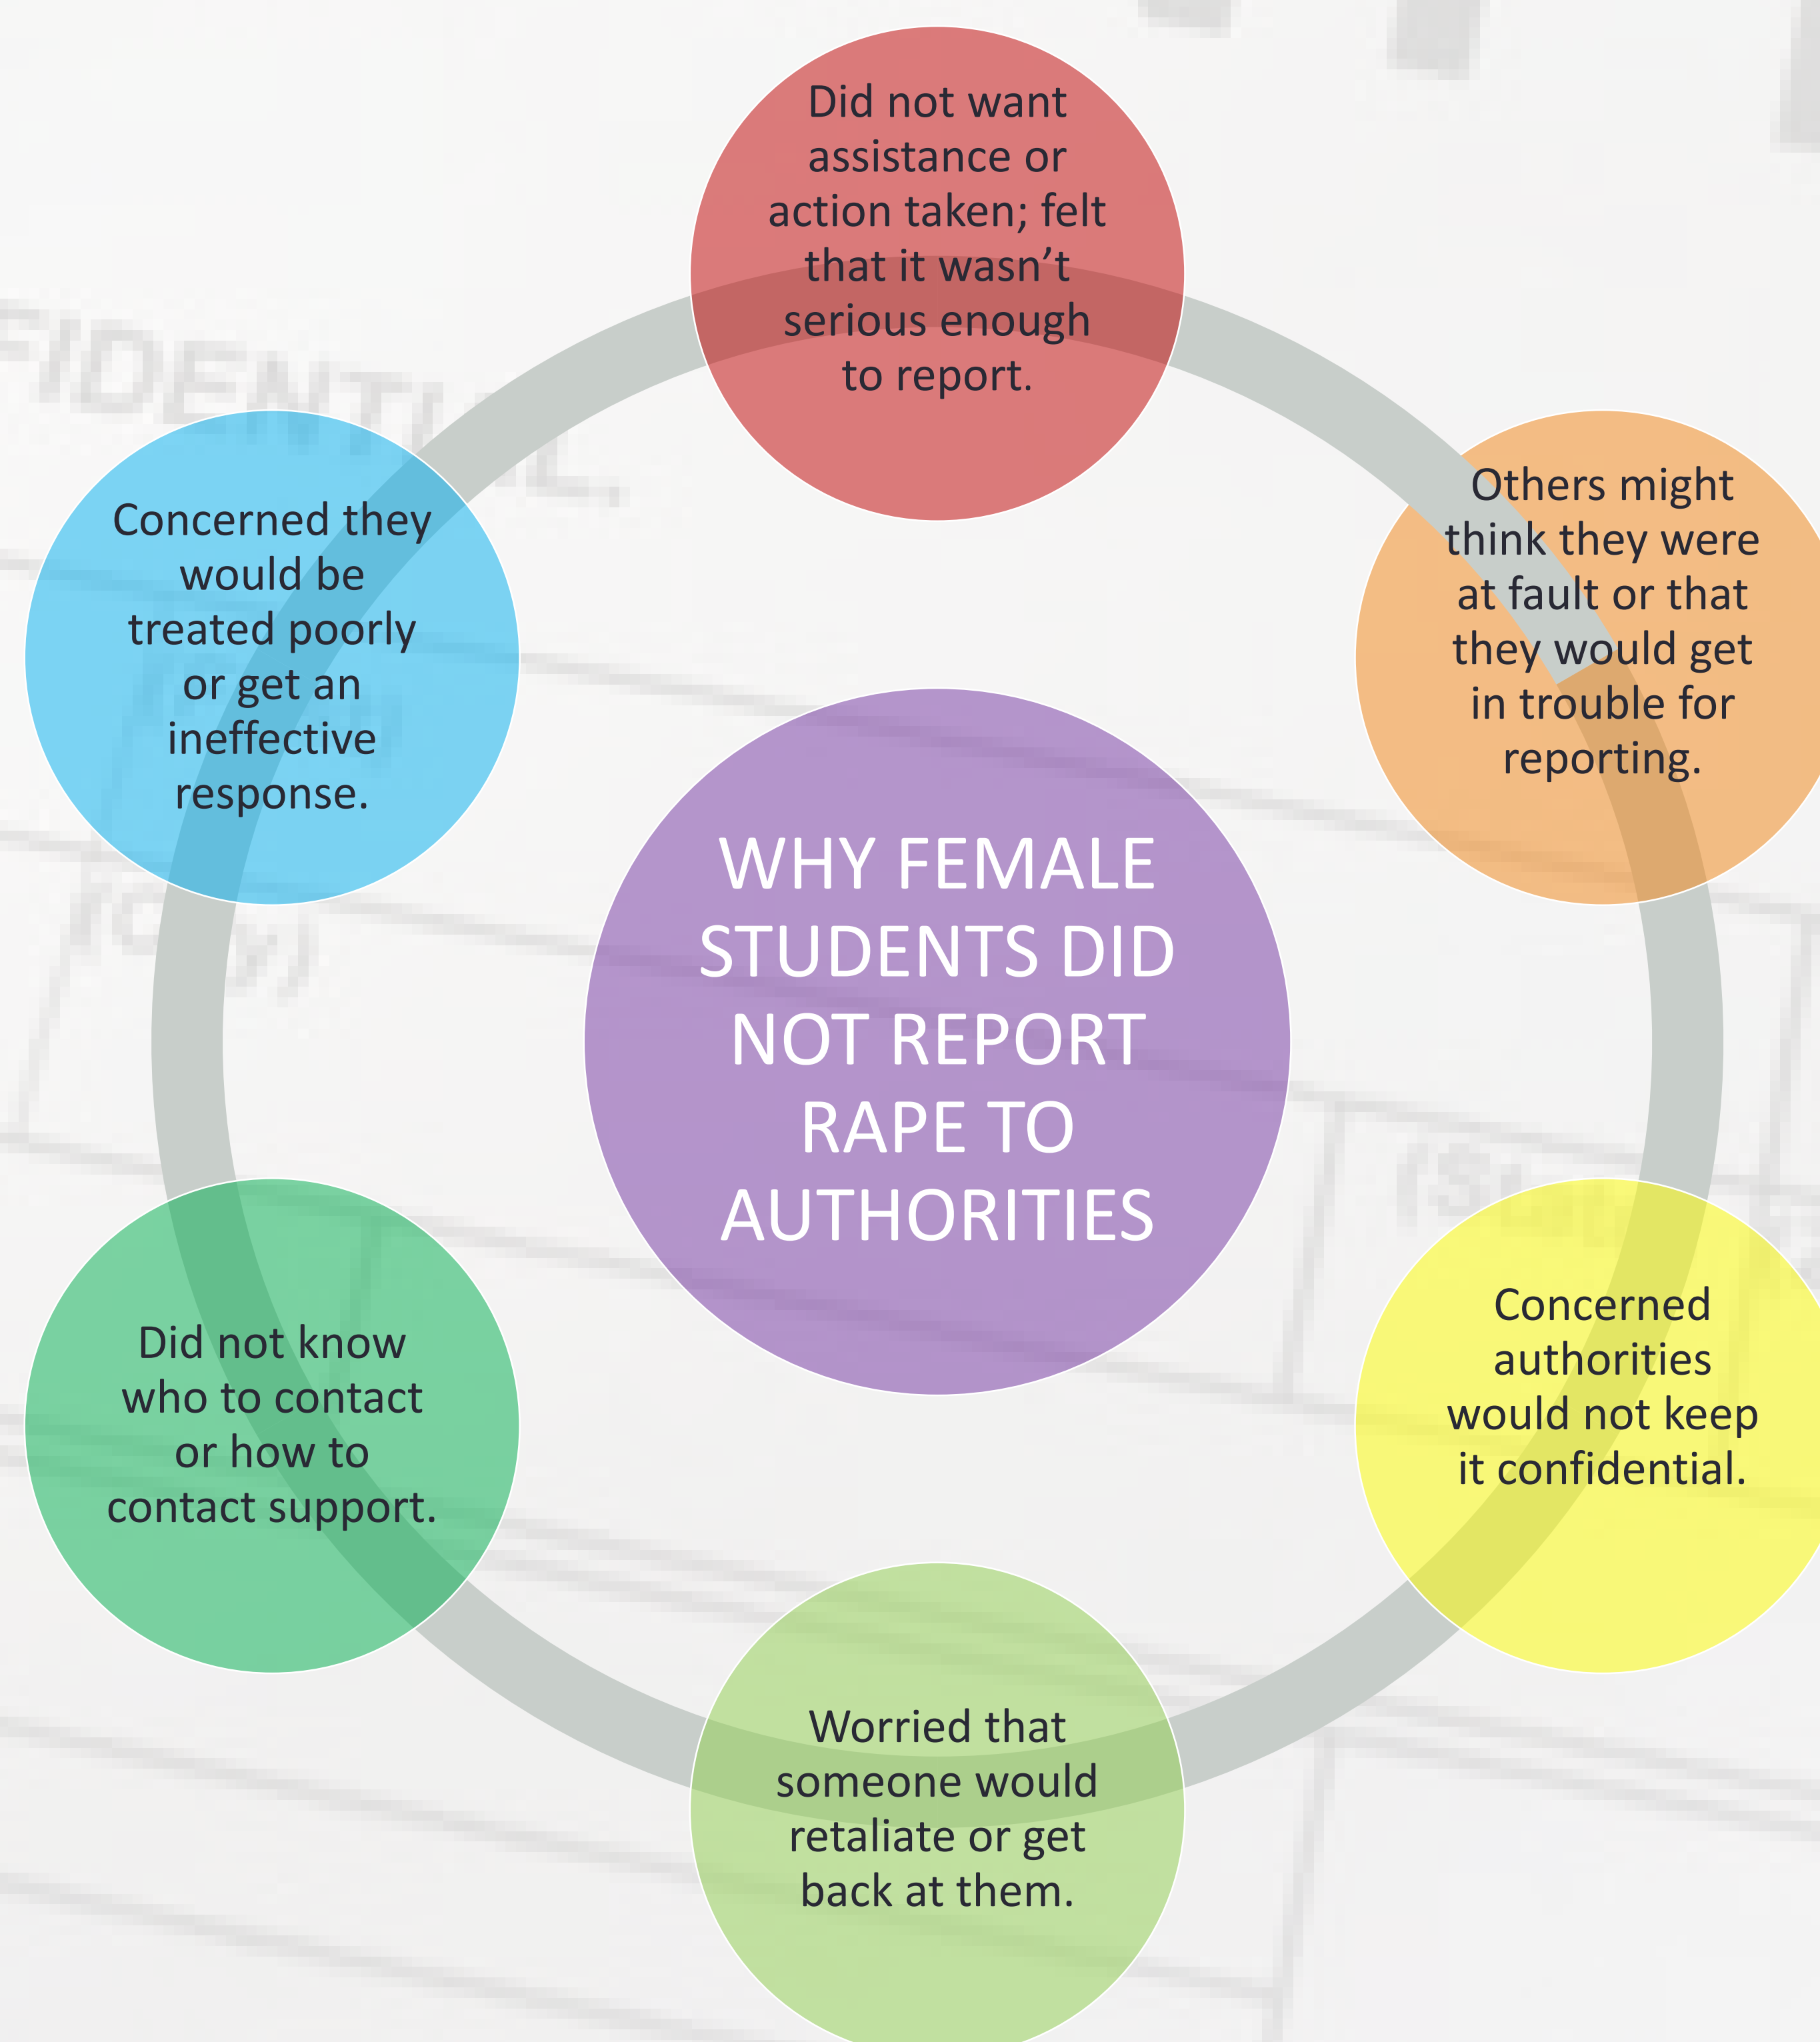 Did not want
assistance or
action taken; felt
that it wasn’t
serious enough
to report.
Others might
think they were
at fault or that
they would get
in trouble for
reporting.
Concerned
authorities
would not keep
it confidential.
Worried that
someone would
retaliate or get
back at them.
Did not know
who to contact
or how to
contact support.
Concerned they
would be
treated poorly
or get an
ineffective
response.
WHY FEMALE
STUDENTS DID
NOT REPORT
RAPE TO
AUTHORITIES